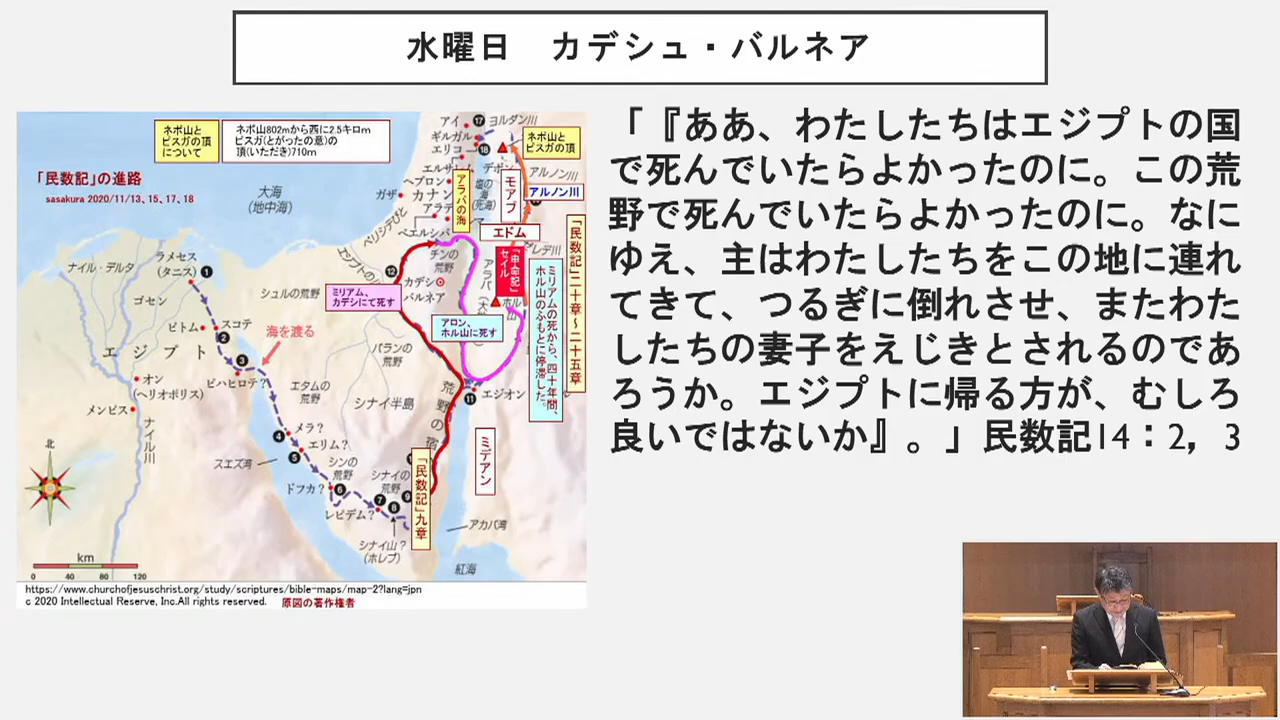 水曜日　カデシュ・バルネア
「『ああ、わたしたちはエジプトの国
で死んでいたらよかったのに。この荒
野で死んでいたらよかったのに。なに
ゆえ、主はわたしたちをこの地に連れ
てきて、つるぎに倒れさせ、またわた
したちの妻子をえじきとされるのであ
ろうか。エジプトに帰る方が、むしろ
良いではないか』。」民数記14：2，3
ネボ山と
ピスガの頂
について
ネボ山802mから西に2.5キロm
ピスガ(とがったの意)の
頂(いただき)710m
「民数記」の進路
sasakura 2020/11/13、15、17、18
大海
(地中海)
アイ
17
ヨルダン川
ギルガル
エリコ
18
ネボ山と
ピスガの頂
ヘブロン
ガザ
カナン
アラバの海
モアブ
アルノン川
アルノン川
エドム
ベエルシバ
チンの
荒野
12
カデシ
バルネア
ミリアム、
カデシにて死す
「申命記」
セイル
アロン、
ホル山に死す
ミリアムの死から、四十年間、
ホル山のふもとに停滞した。
「民数記」二十章～二十五章
ナイル・デルタ
ラメセス
(タニス)
1
ゴセン
シュルの荒野
ピトム
スコテ
2
海を渡る
エジプト
3
ピハヒロテ？
オン
(ヘリオポリス)
メンピス
ナイル川
エタムの
荒野
パランの
荒野
シナイ半島
荒野の宿
11
エジオン
メラ？
4
エリム？
5
スエズ湾
シンの
荒野
ドフカ？
6
シナイの
荒野
7
8
9
レピデム？
シナイ山？
(ホレブ)
「民数記」九章
ミデアン
アカバ湾
紅海
北
km
0 40 80 120
https://www.churchofjesuschrist.org/study/scriptures/bible-maps/map-2?lang=jpn
c 2020 Intellectual Reserve, Inc.All rights reserved.　原図の著作権者